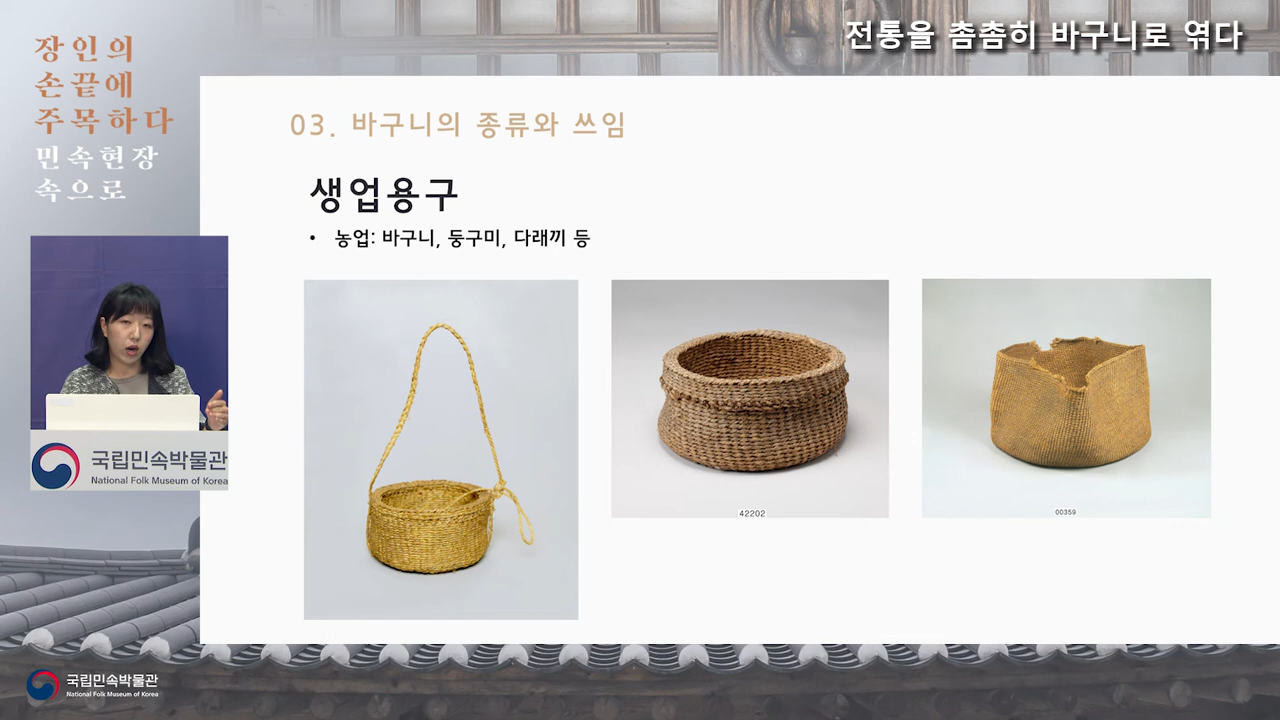 전통을 촘촘히 바구니로 엮다
장인의
손끝에
주목하다
민속현장
속으로
03. 바구니의 종류와 쓰임
생업용구
• 농업: 바구니, 둥구미, 다래끼 등
42202
00359
국립민속박물관
National Folk Museum of Korea
국립민속박물관
National Folk Museum of Korea